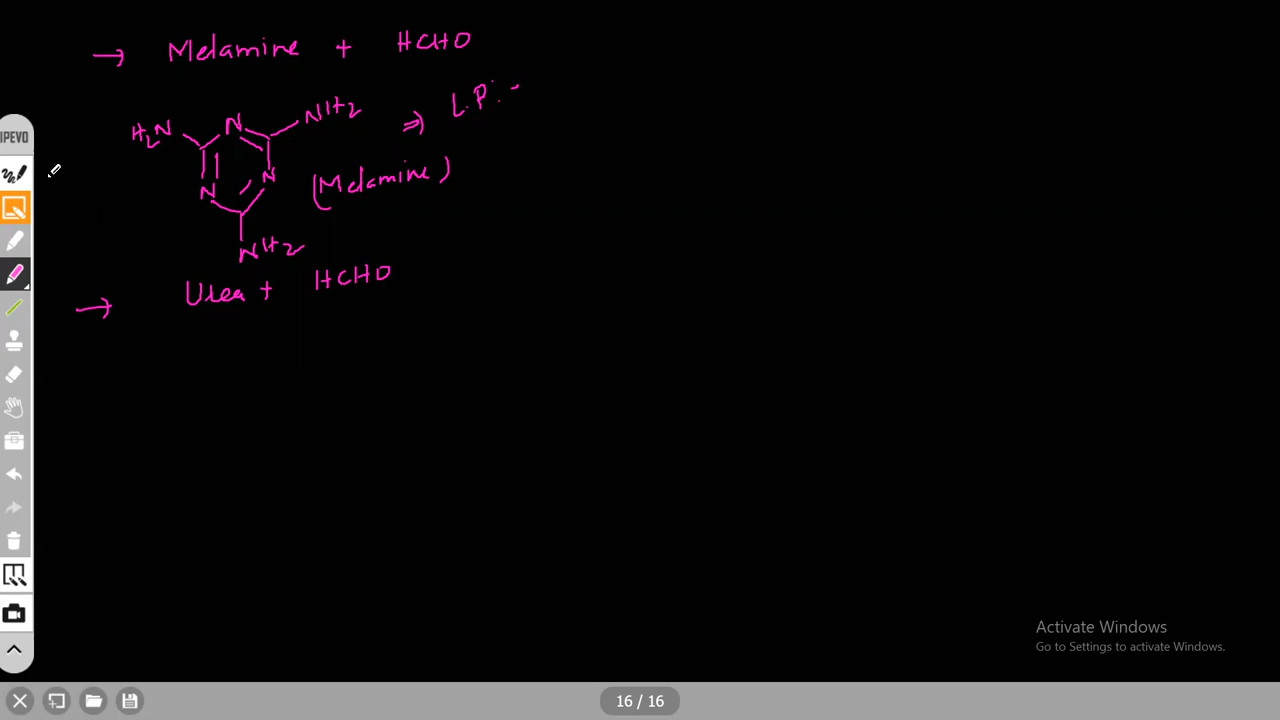 → Melamine + HCHO
H2N N NH2 ⇒ L.P. -
N N (Melamine)
NH2
→ Urea + HCHO
IPEVO
Activate Windows
Go to Settings to activate Windows.
16 / 16